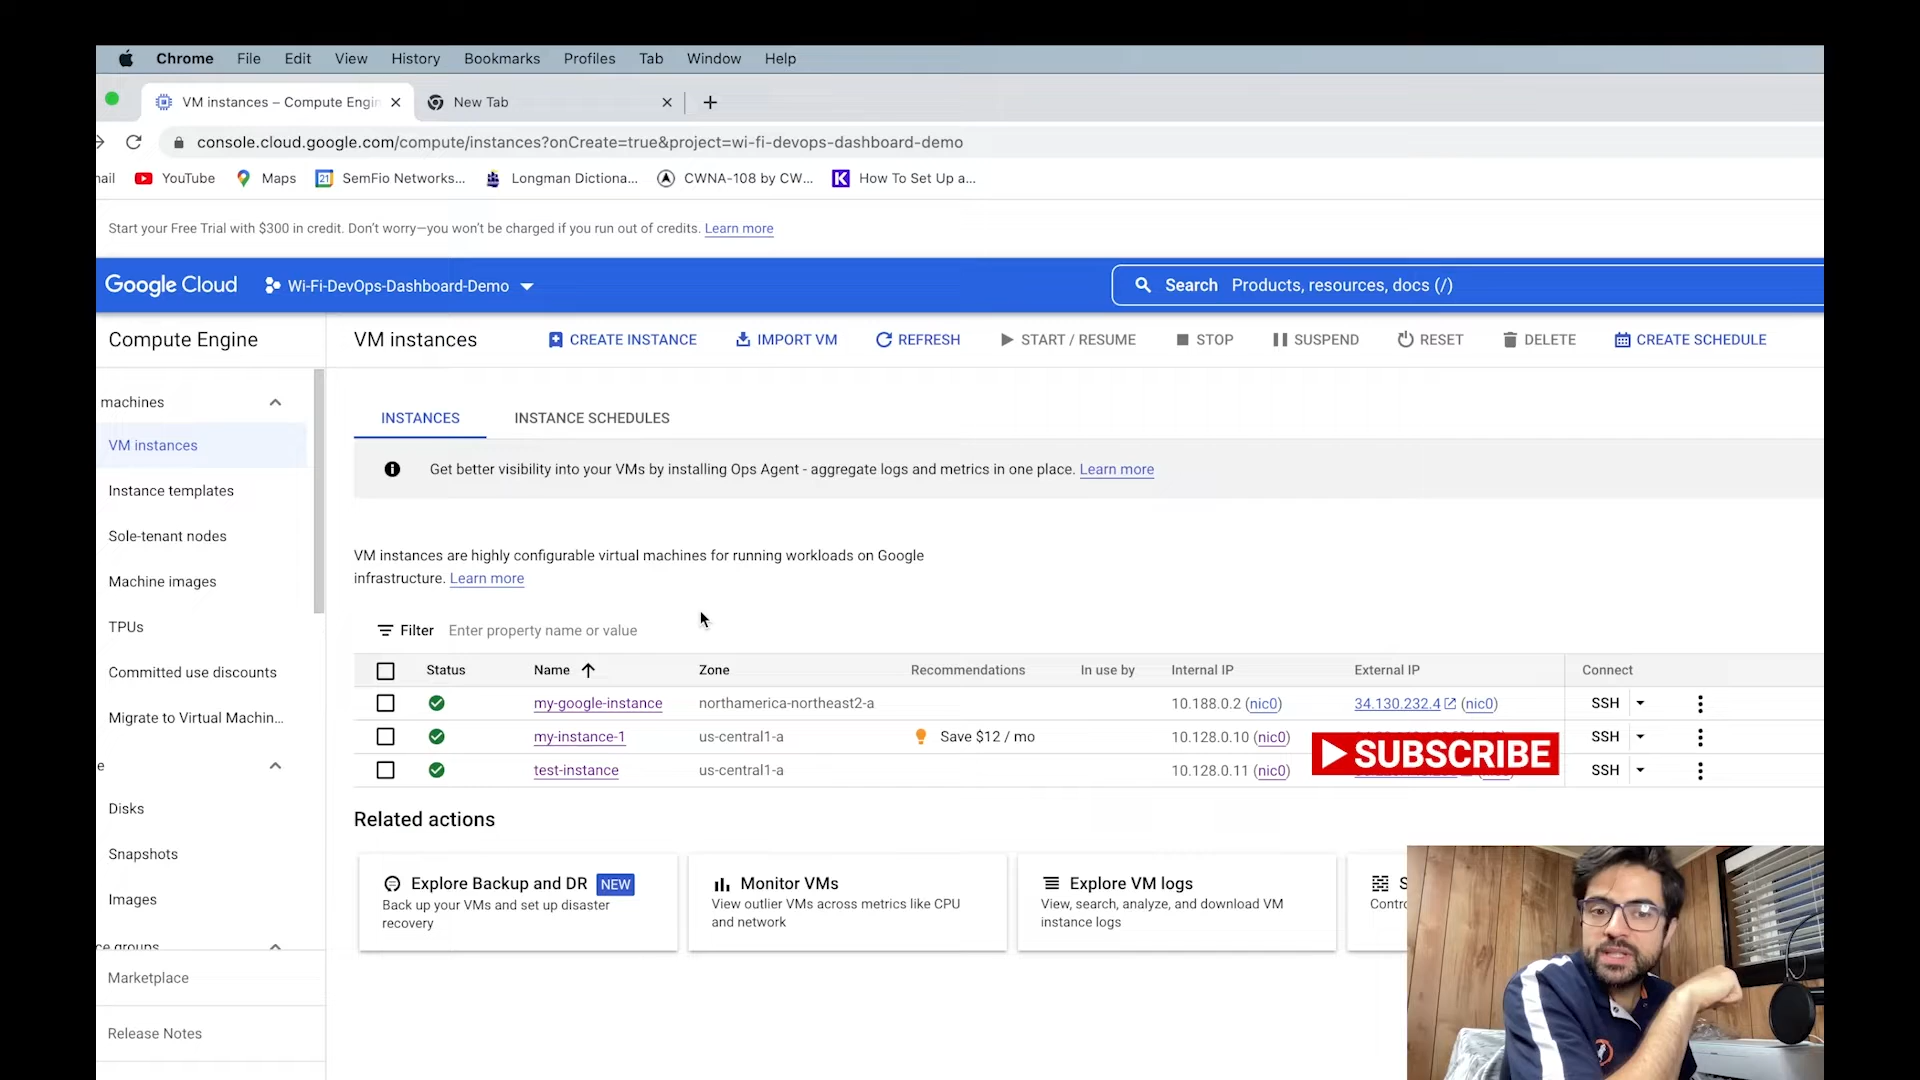 Chrome File Edit View History Bookmarks Profiles Tab Window Help
VM instances – Compute Engin
New Tab
console.cloud.google.com/compute/instances?onCreate=true&project=wi-fi-devops-dashboard-demo
ail YouTube Maps 21 SemFio Networks... Longman Dictiona... CWNA-108 by CW... K How To Set Up a...
Start your Free Trial with $300 in credit. Don't worry—you won't be charged if you run out of credits. Learn more
Google Cloud Wi-Fi-DevOps-Dashboard-Demo Search Products, resources, docs (/)
Compute Engine
VM instances CREATE INSTANCE IMPORT VM REFRESH START / RESUME STOP SUSPEND RESET DELETE CREATE SCHEDULE
machines
VM instances
Instance templates
Sole-tenant nodes
Machine images
TPUs
Committed use discounts
Migrate to Virtual Machin...
e
Disks
Snapshots
Images
ce groups
Marketplace
Release Notes
INSTANCES INSTANCE SCHEDULES
Get better visibility into your VMs by installing Ops Agent - aggregate logs and metrics in one place. Learn more
VM instances are highly configurable virtual machines for running workloads on Google
infrastructure. Learn more
Filter Enter property name or value
Status Name Zone Recommendations In use by Internal IP External IP Connect
my-google-instance northamerica-northeast2-a 10.188.0.2 (nic0) 34.130.232.4 (nic0) SSH
my-instance-1 us-central1-a Save $12 / mo 10.128.0.10 (nic0) SSH
test-instance us-central1-a 10.128.0.11 (nic0) SSH
SUBSCRIBE
Related actions
Explore Backup and DR NEW
Back up your VMs and set up disaster
recovery
Monitor VMs
View outlier VMs across metrics like CPU
and network
Explore VM logs
View, search, analyze, and download VM
instance logs
S
Contro